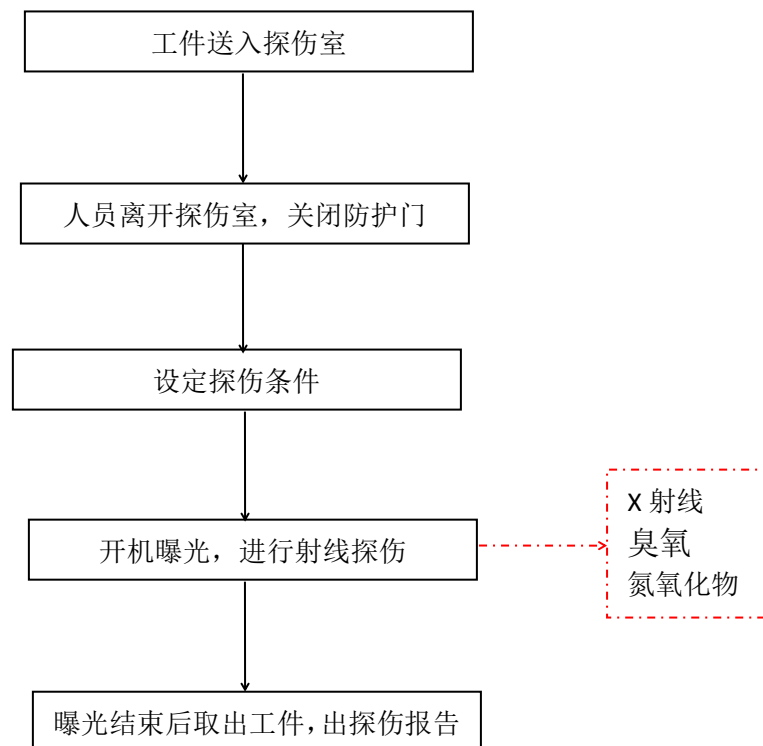 工件送入探伤室
人员离开探伤室，关闭防护门
设定探伤条件
开机曝光，进行射线探伤
X 射线
臭氧
氮氧化物
曝光结束后取出工件，出探伤报告